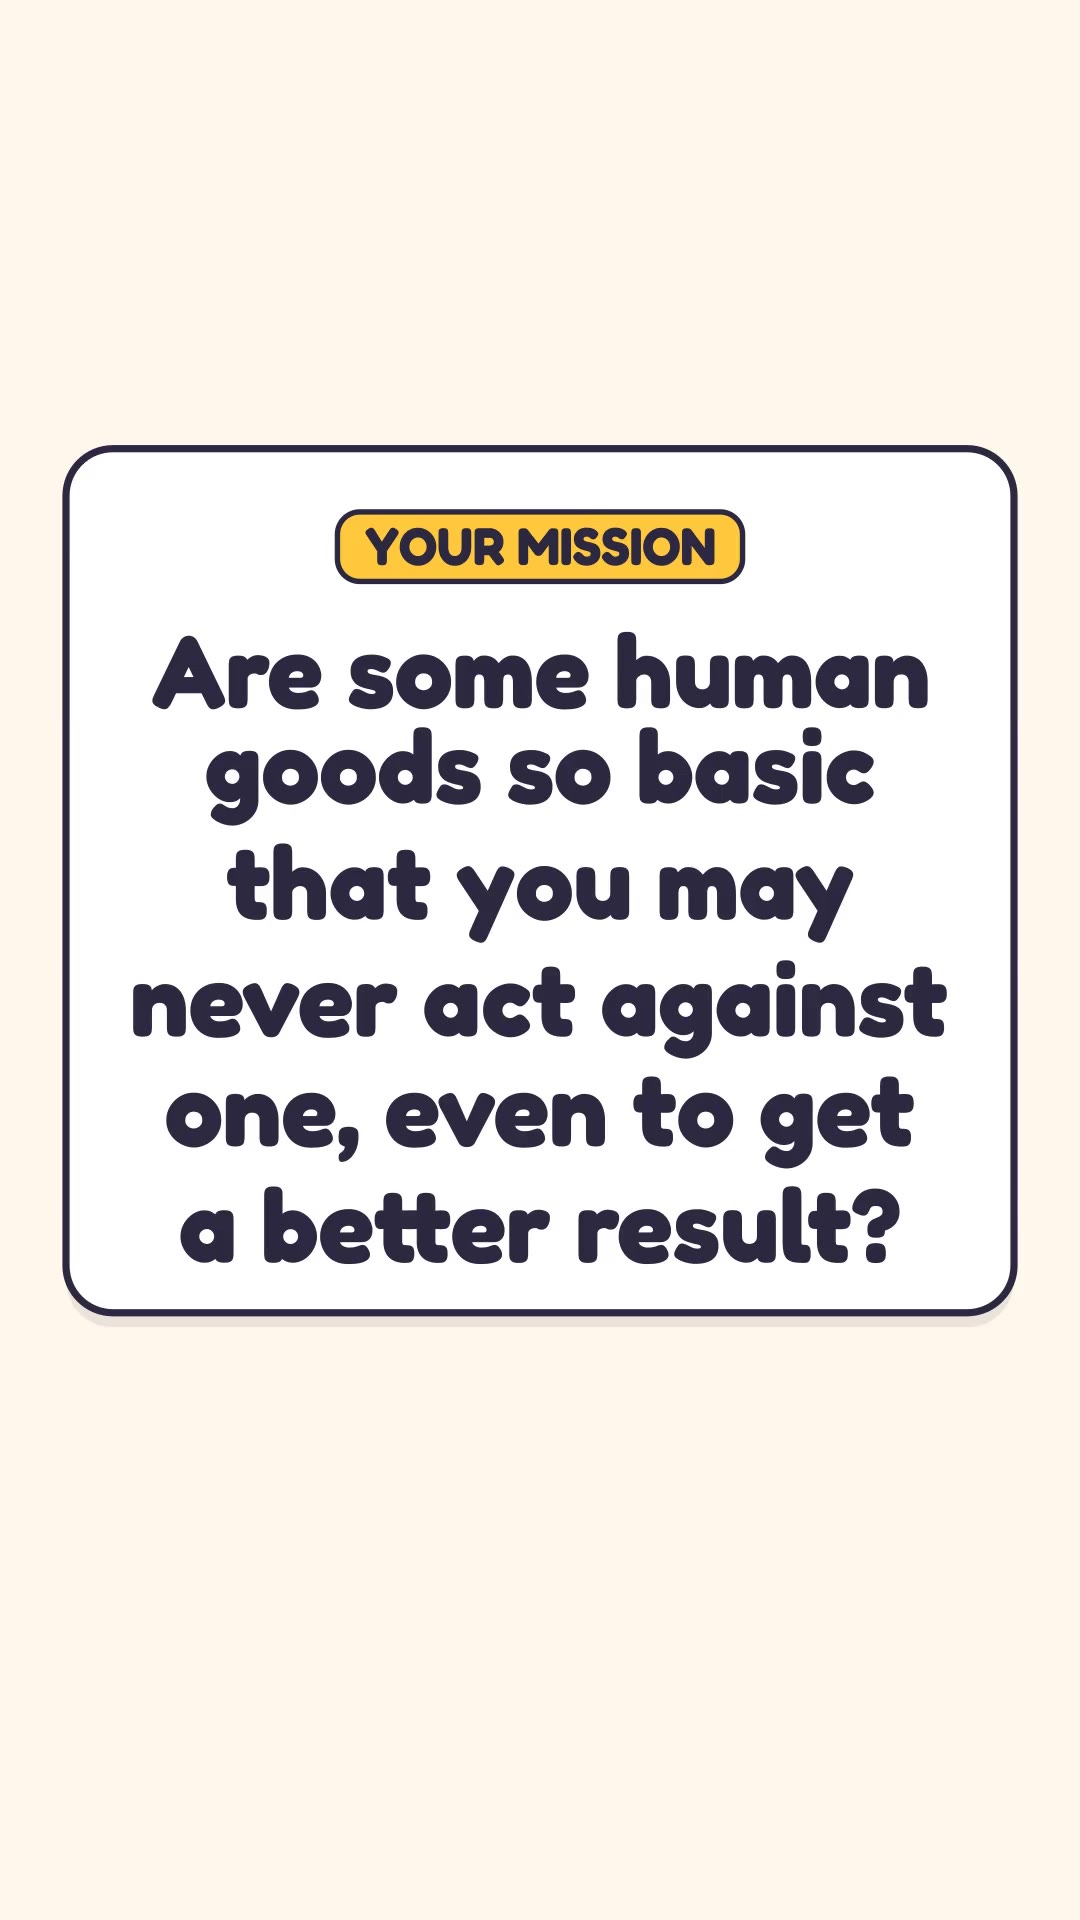 YOUR MISSION
Are some human
goods so basic
that you may
never act against
one, even to get
a better result?